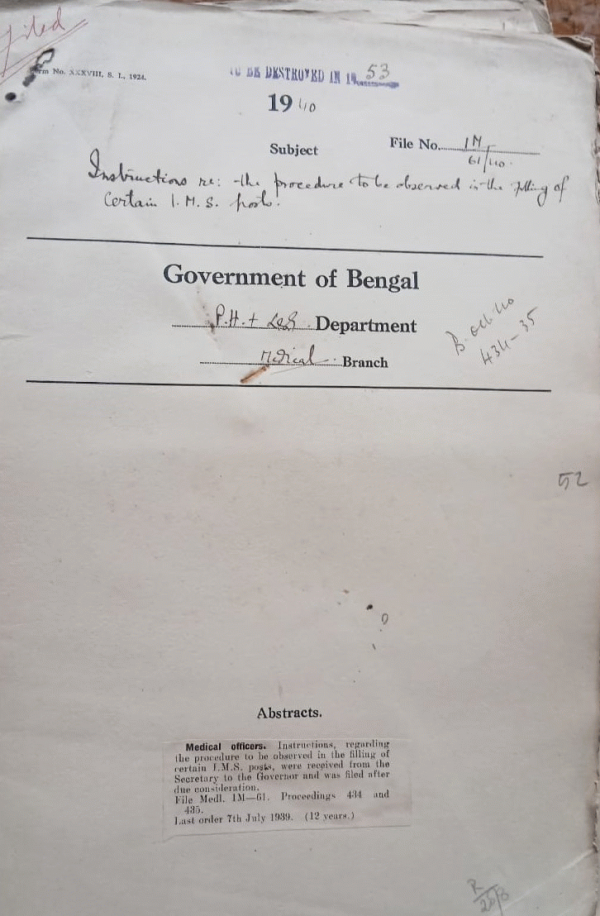 Filed
Form No. XXXVIII, S. I., 1924.
TO BE DESTROYED IN 19 53
1940
Subject
File No. 1M
61/40.
Instructions re: the procedure to be observed in the filling of
Certain I.M.S. posts.
Government of Bengal
P.H. + LSG Department
Medical Branch
B. Oct. 40
434-35
52
Abstracts.
Medical officers. Instructions, regarding
the procedure to be observed in the filling of
certain I.M.S. posts, were received from the
Secretary to the Governor and was filed after
due consideration.
File Medl. 1M—61. Proceedings 434 and
435.
Last order 7th July 1939. (12 years.)